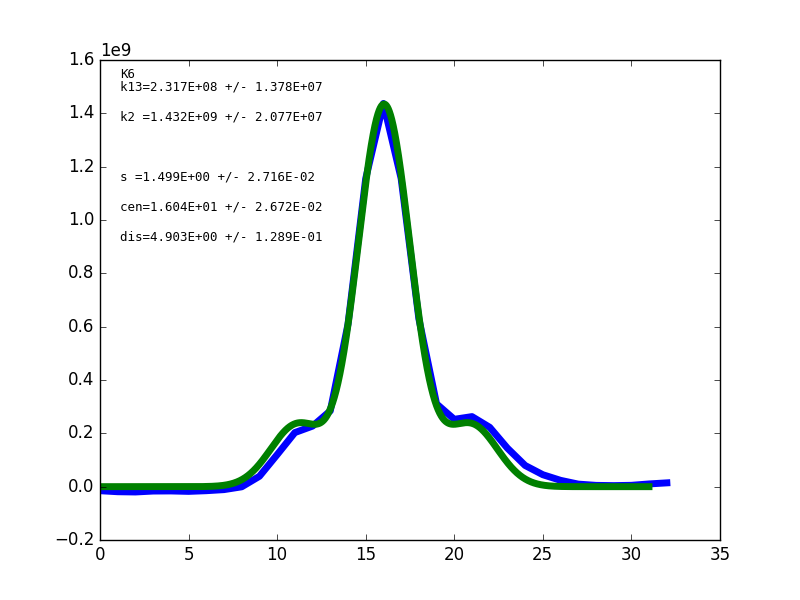 1e9
1.6
1.4
1.2
1.0
0.8
0.6
0.4
0.2
0.0
−0.2
K6
k13=2.317E+08 +/- 1.378E+07
k2 =1.432E+09 +/- 2.077E+07
s =1.499E+00 +/- 2.716E-02
cen=1.604E+01 +/- 2.672E-02
dis=4.903E+00 +/- 1.289E-01
0 5 10 15 20 25 30 35